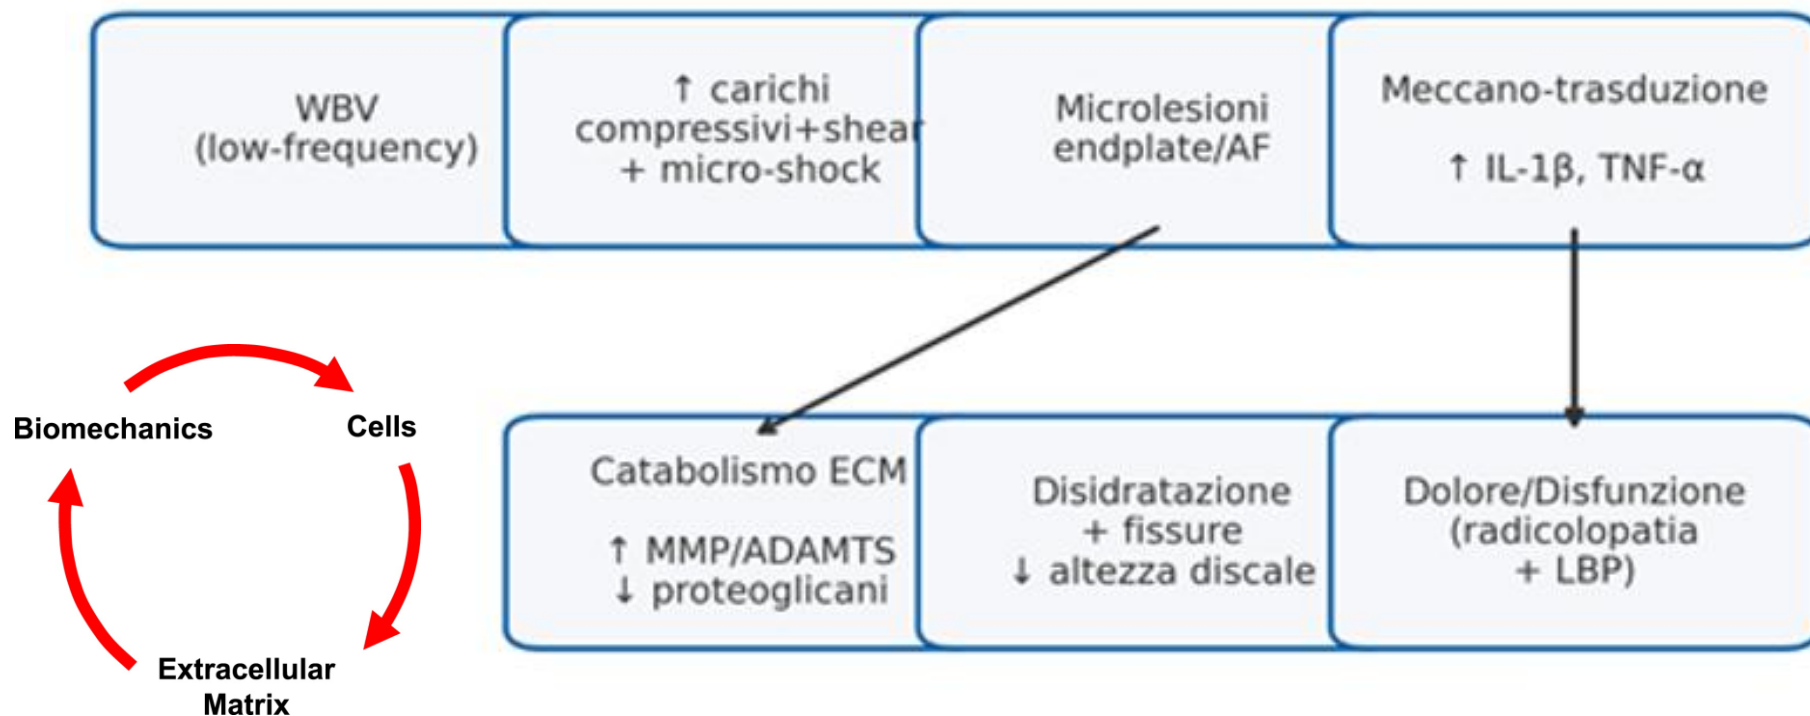 WBV
(low-frequency)
↑ carichi
compressivi+shear
+ micro-shock
Microlesioni
endplate/AF
Meccano-trasduzione
↑ IL-1β, TNF-α
Biomechanics
Cells
Extracellular
Matrix
Catabolismo ECM
↑ MMP/ADAMTS
↓ proteoglicani
Disidratazione
+ fissure
↓ altezza discale
Dolore/Disfunzione
(radicolopatia
+ LBP)